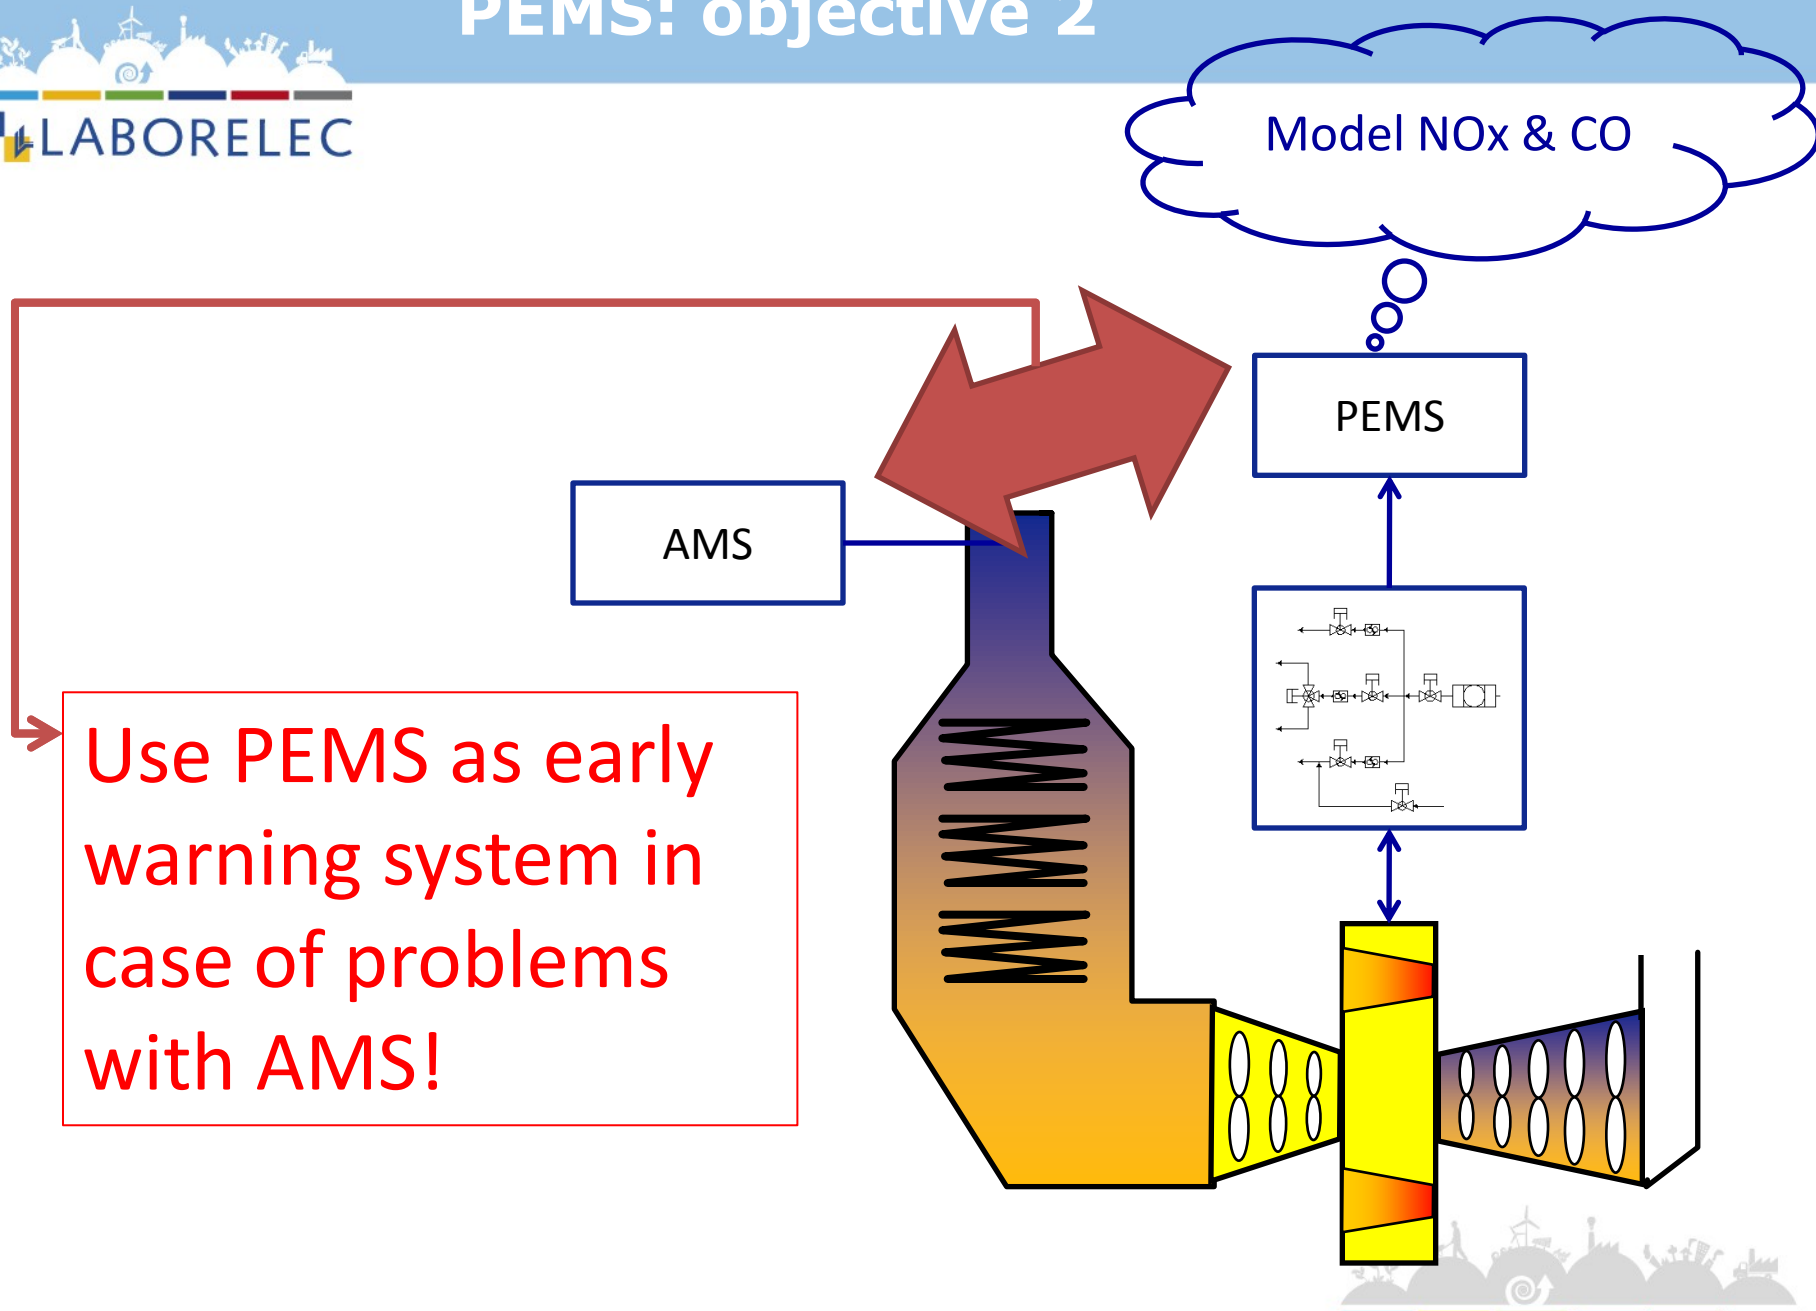 PEMS: objective 2
LABORELEC
Model NOx & CO
PEMS
AMS
Use PEMS as early
warning system in
case of problems
with AMS!